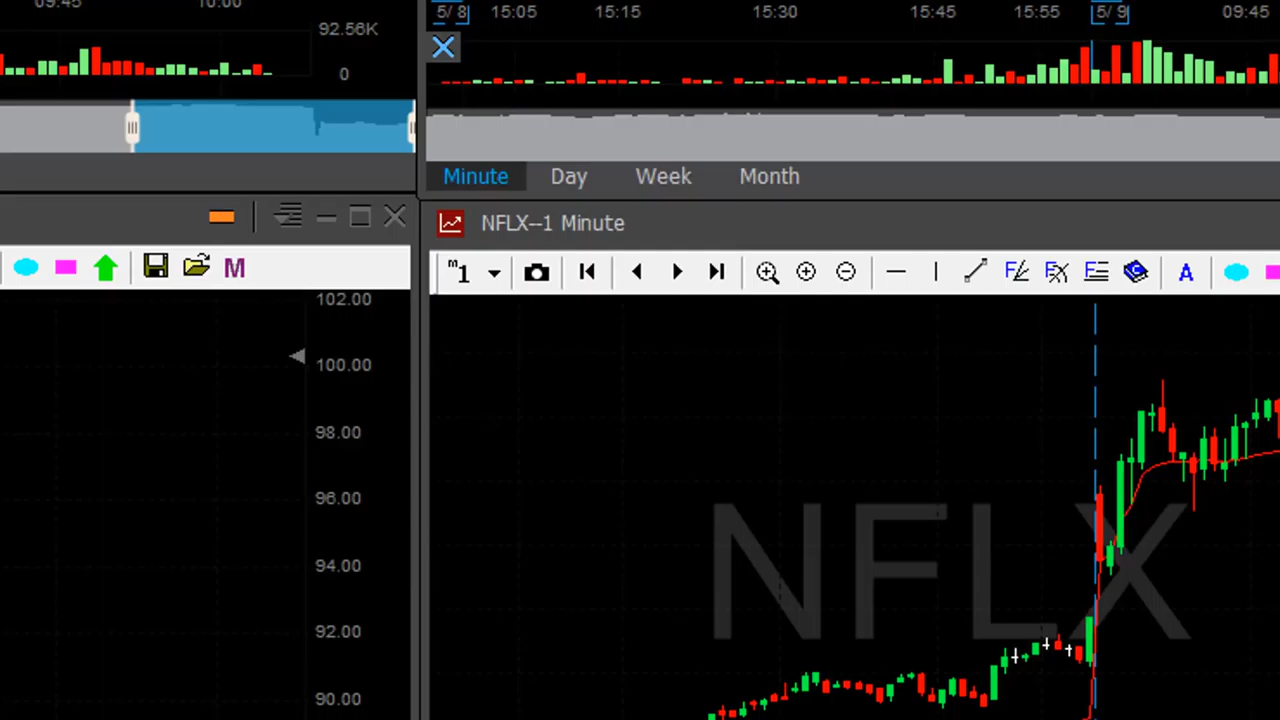 09:45 10:00
92.56K
0
M
102.00
100.00
98.00
96.00
94.00
92.00
90.00
5/ 8 15:05 15:15 15:30 15:45 15:55 5/ 9 09:45
Minute Day Week Month
NFLX--1 Minute
m1 A
NFLX